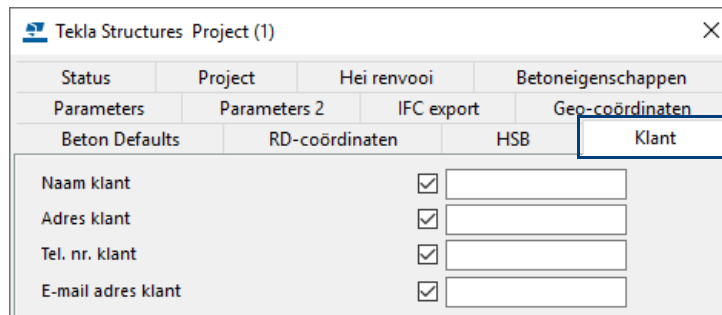 Tekla Structures Project (1)
Status Project Hei renvooi Betoneigenschappen
Parameters Parameters 2 IFC export Geo-coördinaten
Beton Defaults RD-coördinaten HSB Klant
Naam klant
Adres klant
Tel. nr. klant
E-mail adres klant